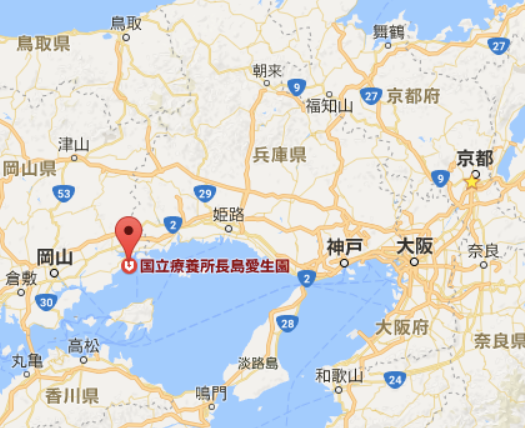 鳥取
舞鶴
鳥取県
27
朝来
9
27
京都府
福知山
津山
兵庫県
京都
岡山県
9
53
29
姫路
2
神戸
大阪
奈良
岡山
国立療養所長島愛生園
倉敷
2
30
28
大阪府
奈良県
高松
丸亀
淡路島
和歌山
24
香川県
鳴門